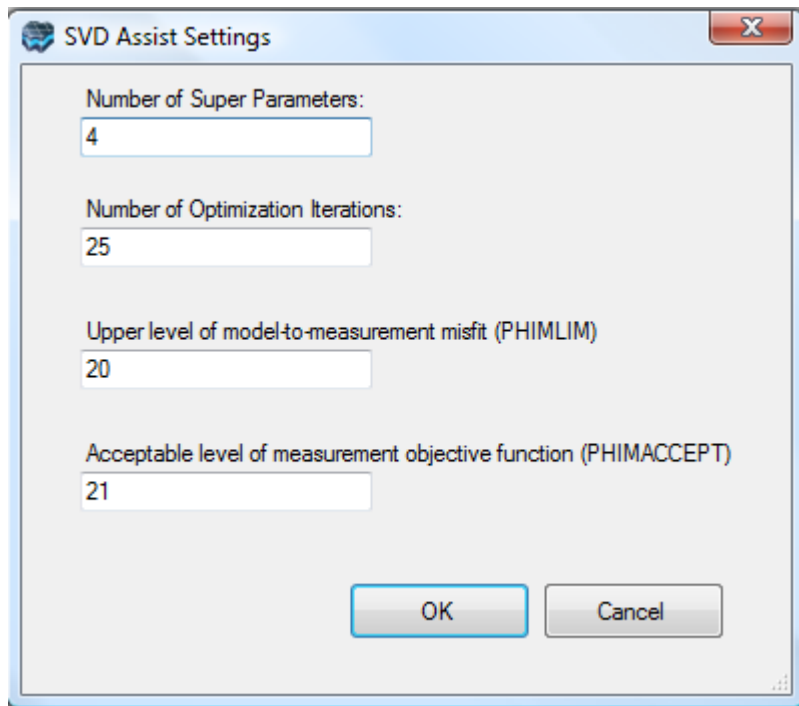 SVD Assist Settings
Number of Super Parameters:
4
Number of Optimization Iterations:
25
Upper level of model-to-measurement misfit (PHIMLIM)
20
Acceptable level of measurement objective function (PHIMACCEPT)
21
OK Cancel